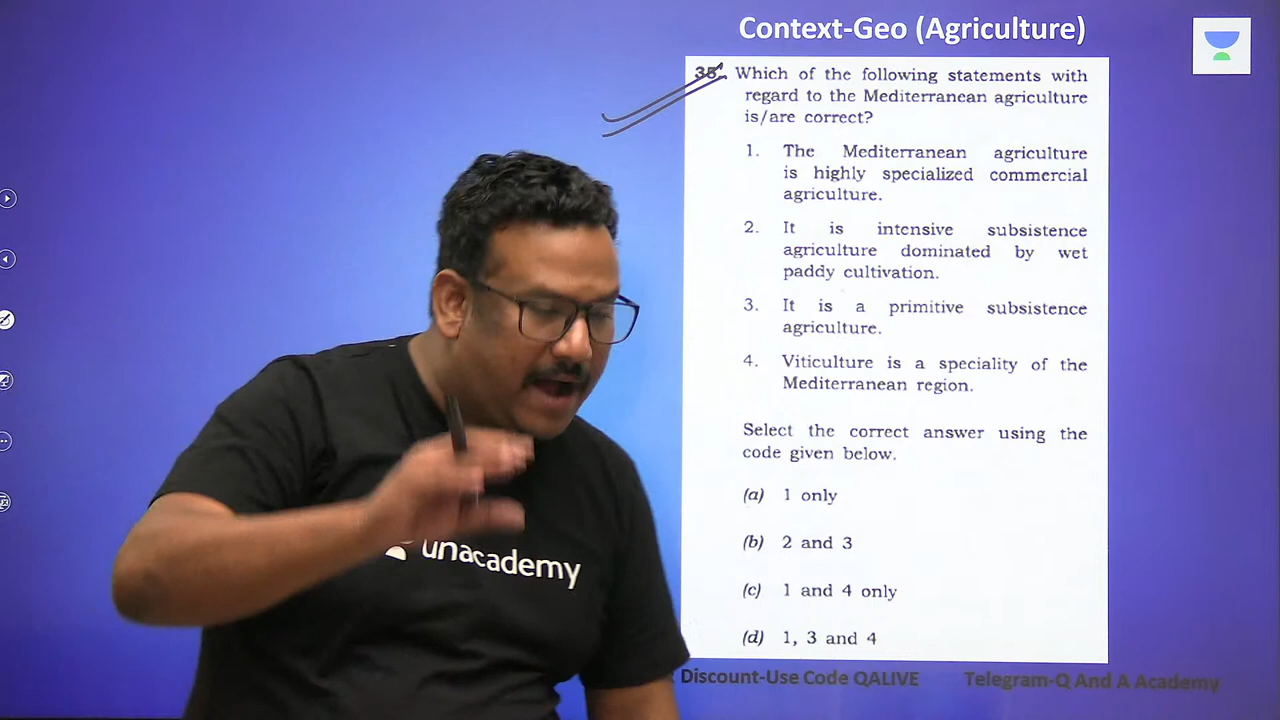 Context-Geo (Agriculture)
35. Which of the following statements with
regard to the Mediterranean agriculture
is/are correct?
1. The Mediterranean agriculture
is highly specialized commercial
agriculture.
2. It is intensive subsistence
agriculture dominated by wet
paddy cultivation.
3. It is a primitive subsistence
agriculture.
4. Viticulture is a speciality of the
Mediterranean region.
Select the correct answer using the
code given below.
(a) 1 only
(b) 2 and 3
(c) 1 and 4 only
(d) 1, 3 and 4
unacademy
Discount-Use Code QALIVE
Telegram-Q And A Academy